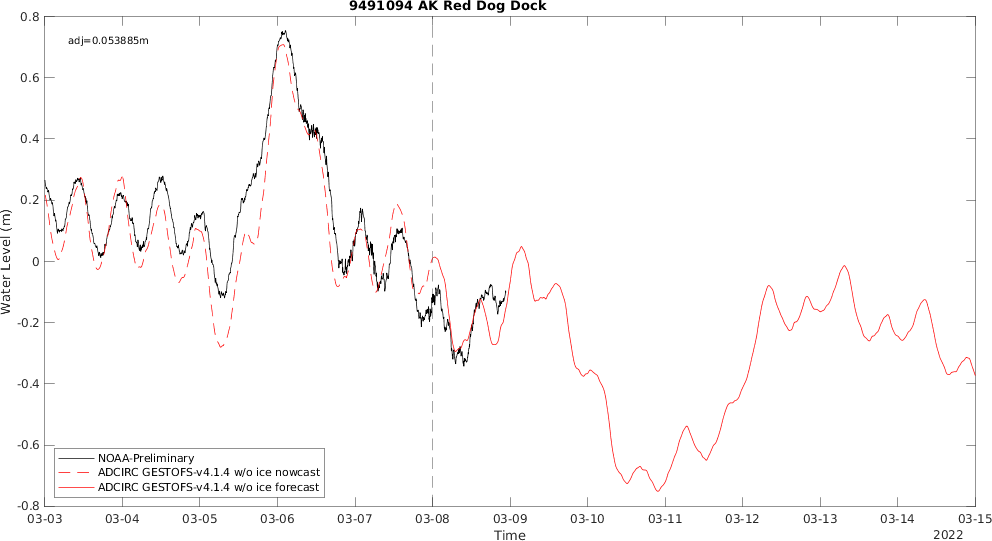 9491094 AK Red Dog Dock
adj=0.053885m
0.8
0.6
0.4
0.2
0
-0.2
-0.4
-0.6
-0.8
Water Level (m)
NOAA-Preliminary
ADCIRC GESTOFS-v4.1.4 w/o ice nowcast
ADCIRC GESTOFS-v4.1.4 w/o ice forecast
03-03 03-04 03-05 03-06 03-07 03-08 03-09 03-10 03-11 03-12 03-13 03-14 03-15
Time
2022